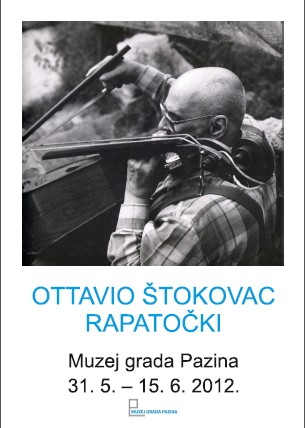 OTTAVIO ŠTOKOVAC
RAPATOČKI
Muzej grada Pazina
31. 5. – 15. 6. 2012.
MUZEJ GRADA PAZINA